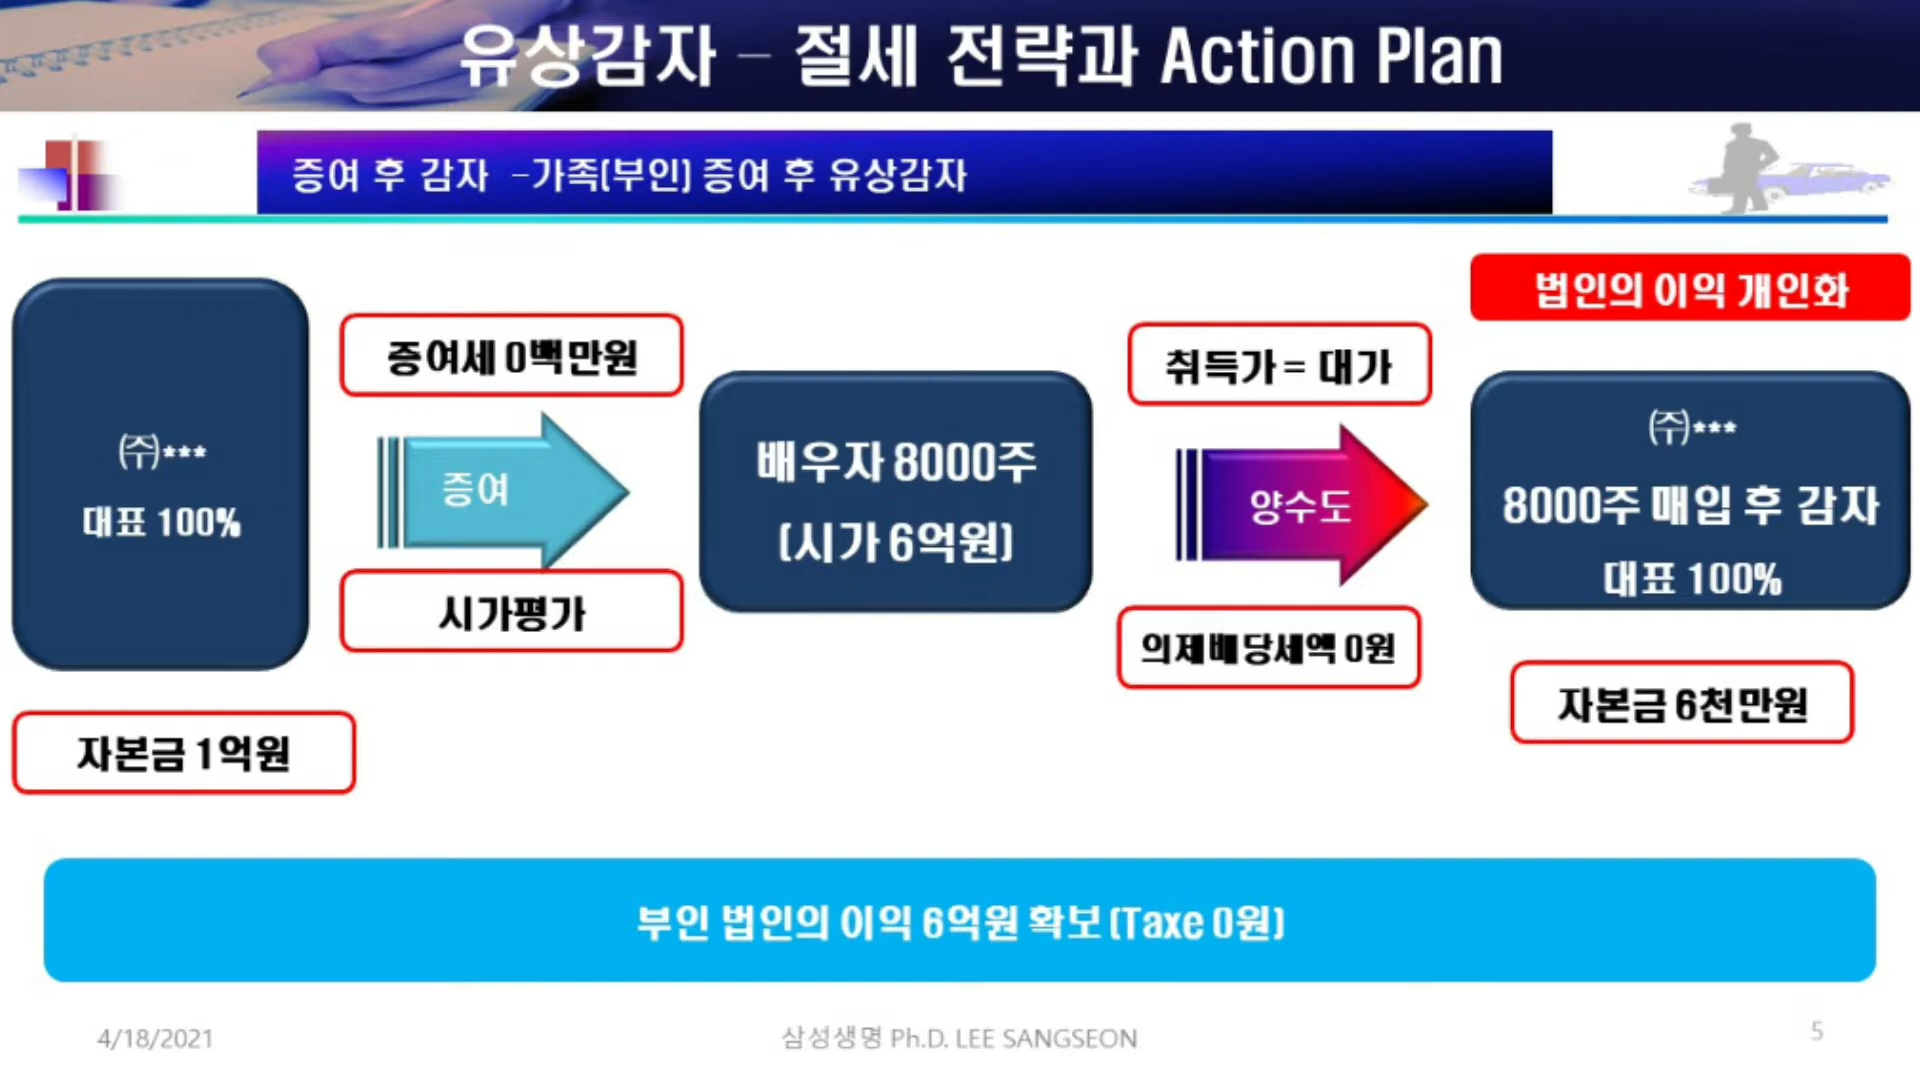 유상감자 – 절세 전략과 Action Plan
증여 후 감자 -가족(부인) 증여 후 유상감자
법인의 이익 개인화
㈜***
대표 100%
자본금 1억원
증여세 0백만원
증여
시가평가
배우자 8000주
(시가 6억원)
취득가 = 대가
양수도
의제배당세액 0원
㈜***
8000주 매입 후 감자
대표 100%
자본금 6천만원
부인 법인의 이익 6억원 확보 (Taxe 0원)
4/18/2021
삼성생명 Ph.D. LEE SANGSEON
5